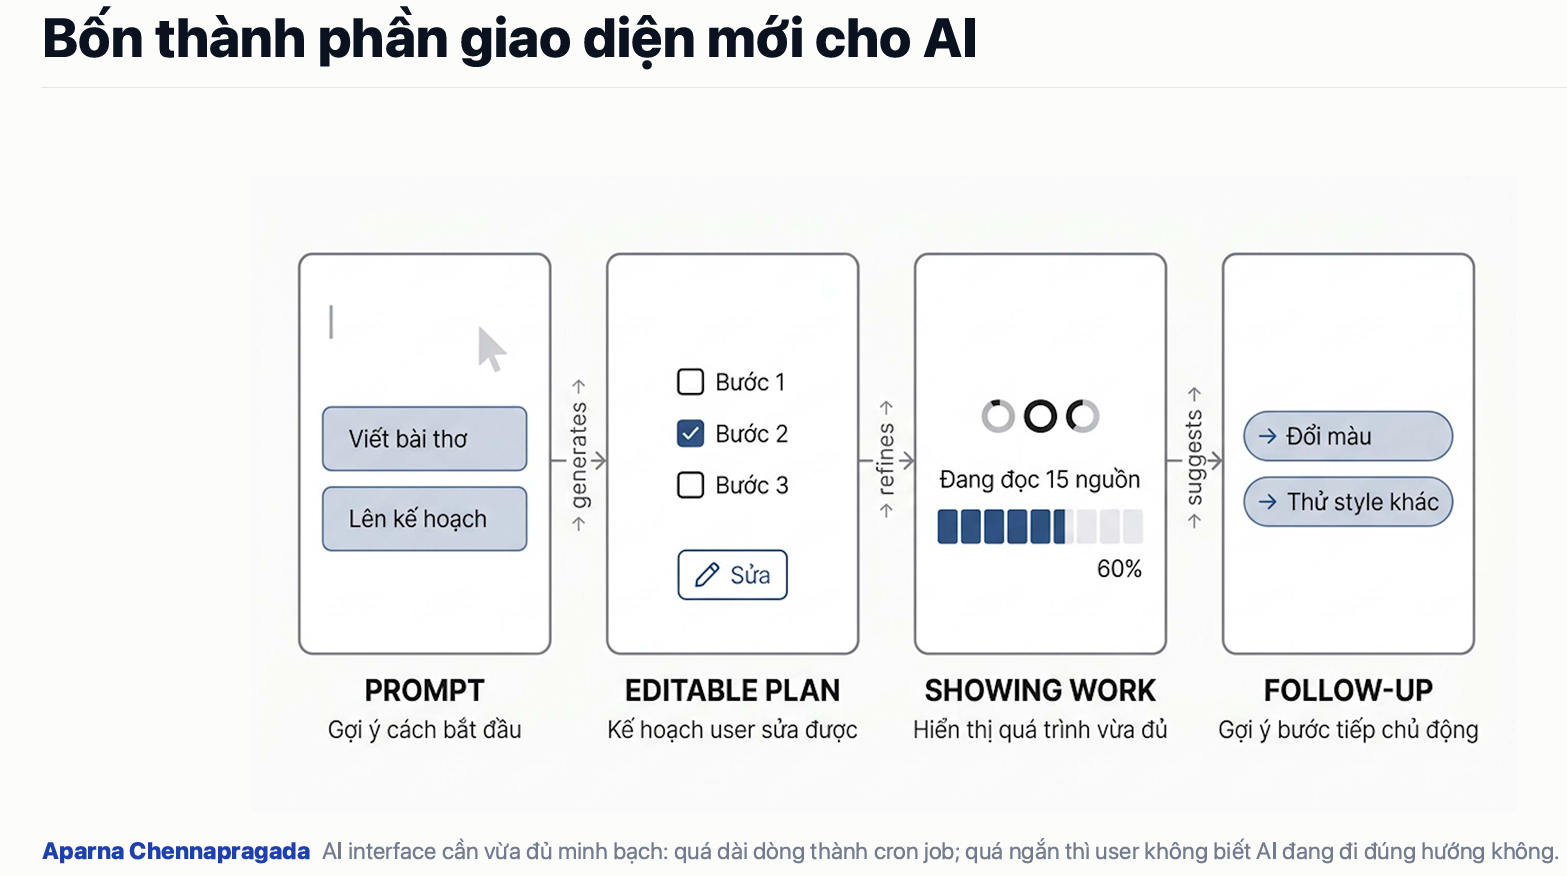 Bốn thành phần giao diện mới cho AI
Viết bài thơ
Lên kế hoạch
→ generates →
Bước 1
Bước 2
Bước 3
Sửa
→ refines →
Đang đọc 15 nguồn
60%
→ suggests →
→ Đổi màu
→ Thử style khác
PROMPT
Gợi ý cách bắt đầu
EDITABLE PLAN
Kế hoạch user sửa được
SHOWING WORK
Hiển thị quá trình vừa đủ
FOLLOW-UP
Gợi ý bước tiếp chủ động
Aparna Chennapragada AI interface cần vừa đủ minh bạch: quá dài dòng thành cron job; quá ngắn thì user không biết AI đang đi đúng hướng không.